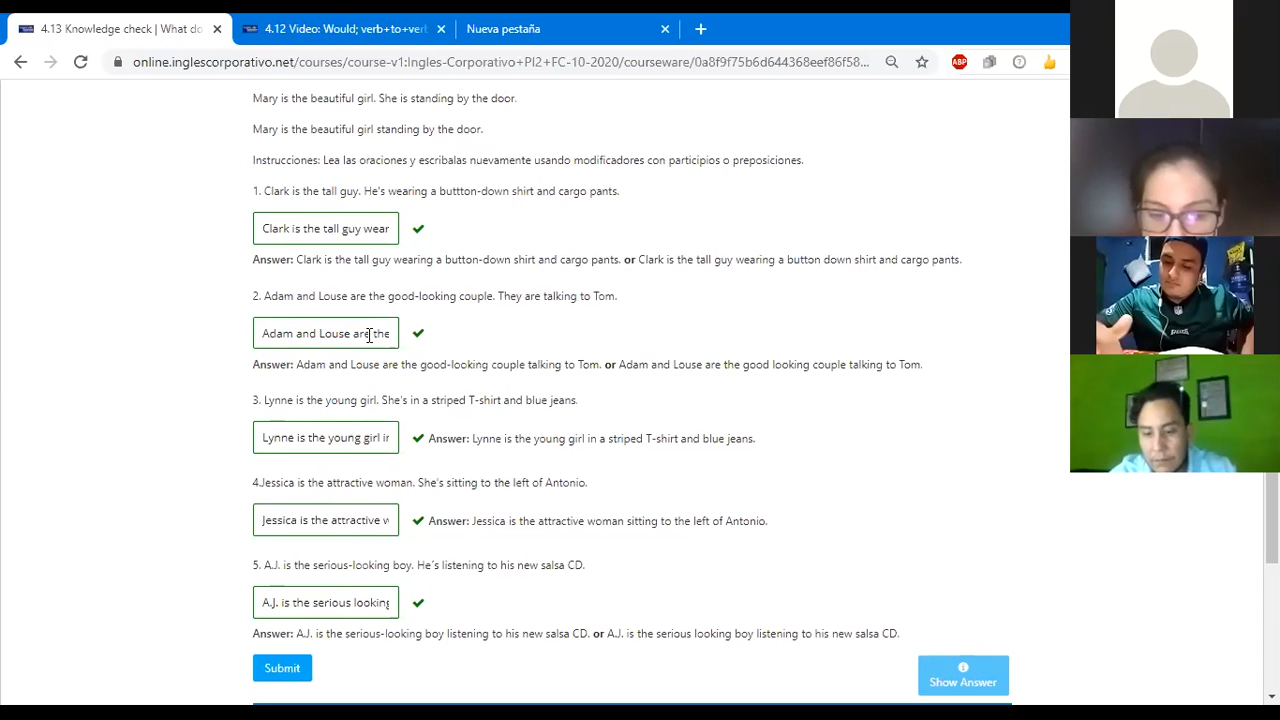 4.13 Knowledge check | What do
4.12 Video: Would; verb+to+verb
Nueva pestaña
online.inglescorporativo.net/courses/course-v1:Ingles-Corporativo+PI2+FC-10-2020/courseware/0a8f9f75b6d644368eef86f58...
ABP
Mary is the beautiful girl. She is standing by the door.
Mary is the beautiful girl standing by the door.
Instrucciones: Lea las oraciones y escribalas nuevamente usando modificadores con participios o preposiciones.
1. Clark is the tall guy. He's wearing a buttton-down shirt and cargo pants.
Clark is the tall guy wear
Answer: Clark is the tall guy wearing a button-down shirt and cargo pants. or Clark is the tall guy wearing a button down shirt and cargo pants.
2. Adam and Louse are the good-looking couple. They are talking to Tom.
Adam and Louse are the
Answer: Adam and Louse are the good-looking couple talking to Tom. or Adam and Louse are the good looking couple talking to Tom.
3. Lynne is the young girl. She's in a striped T-shirt and blue jeans.
Lynne is the young girl in
Answer: Lynne is the young girl in a striped T-shirt and blue jeans.
4.Jessica is the attractive woman. She's sitting to the left of Antonio.
Jessica is the attractive w
Answer: Jessica is the attractive woman sitting to the left of Antonio.
5. A.J. is the serious-looking boy. He´s listening to his new salsa CD.
A.J. is the serious looking
Answer: A.J. is the serious-looking boy listening to his new salsa CD. or A.J. is the serious looking boy listening to his new salsa CD.
Submit
Show Answer